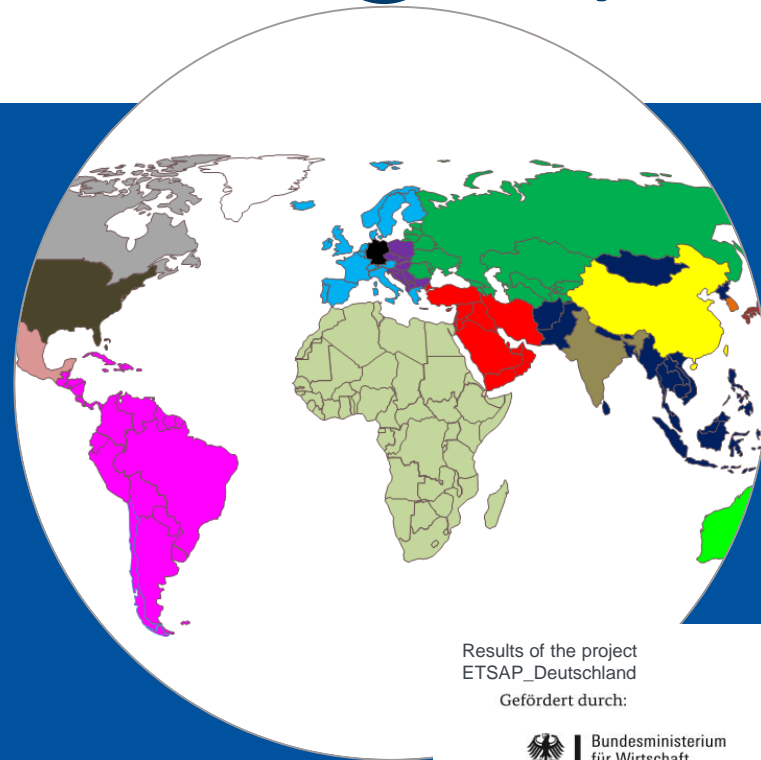 Results of the project
ETSAP_Deutschland
Gefördert durch:
Bundesministerium
für Wirtschaft